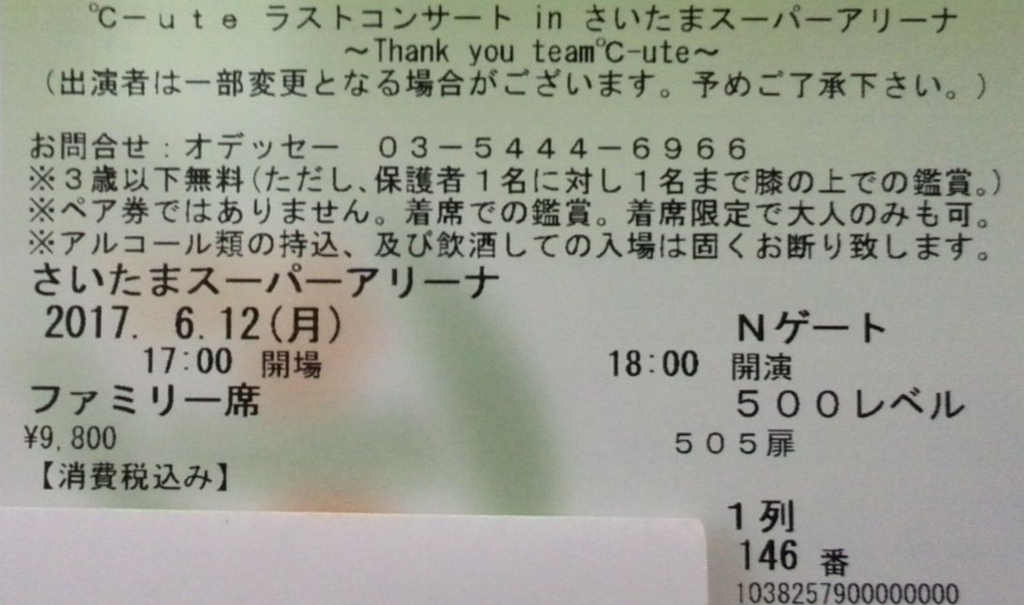 ℃-ute ラストコンサート in さいたまスーパーアリーナ
～Thank you team℃-ute～
（出演者は一部変更となる場合がございます。予めご了承下さい。）
お問合せ：オデッセー　０３－５４４４－６９６６
※３歳以下無料（ただし、保護者１名に対し１名まで膝の上での鑑賞。）
※ペア券ではありません。着席での鑑賞。着席限定で大人のみも可。
※アルコール類の持込、及び飲酒しての入場は固くお断り致します。
さいたまスーパーアリーナ
2017. 6.12(月)　Ｎゲート
17:00 開場　18:00 開演
ファミリー席　５００レベル
¥9,800　５０５扉
【消費税込み】
１列
146 番
10382579000000000